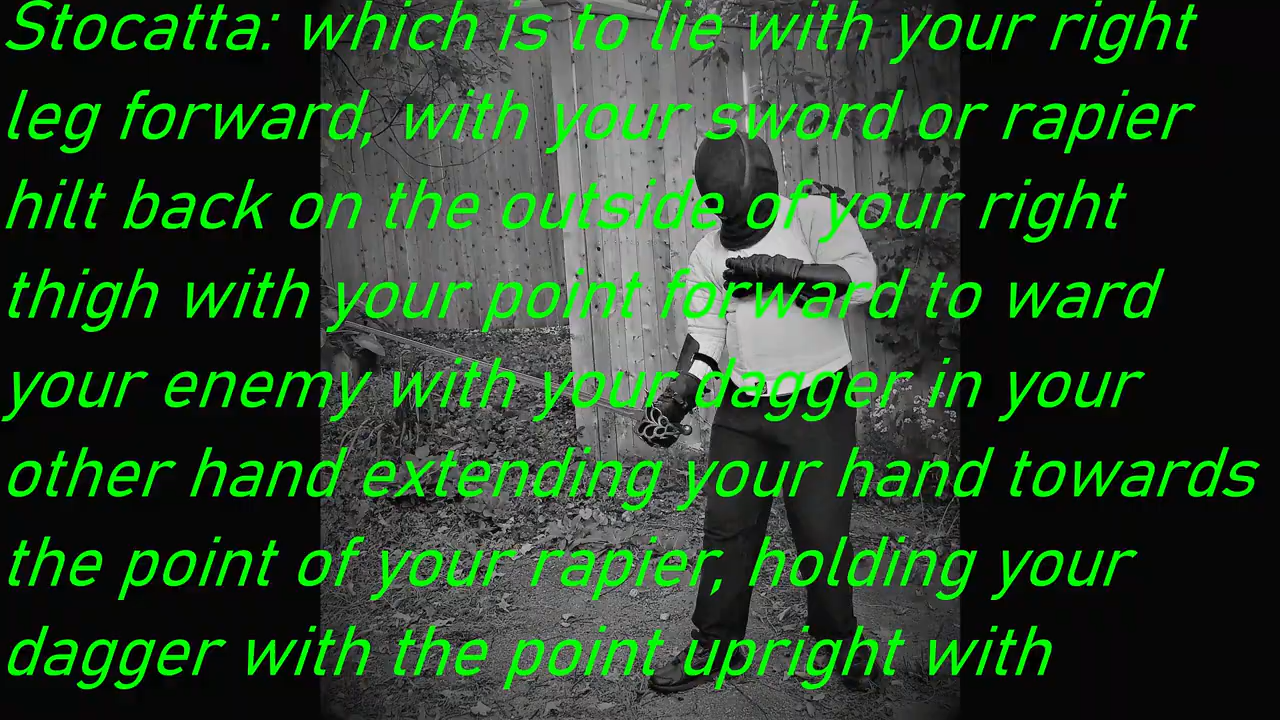 Stocatta: which is to lie with your right
leg forward, with your sword or rapier
hilt back on the outside of your right
thigh with your point forward to ward
your enemy with your dagger in your
other hand extending your hand towards
the point of your rapier, holding your
dagger with the point upright with